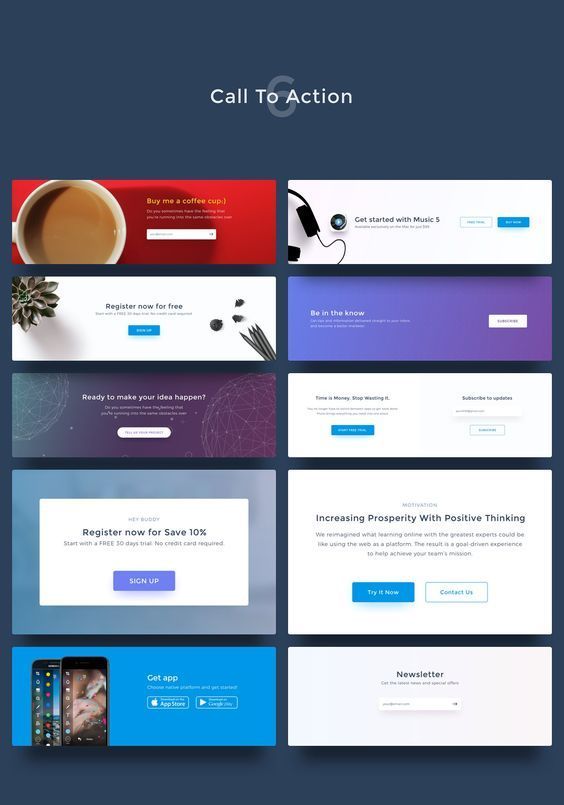 6
Call To Action
Buy me a coffee cup:)
Do you sometimes have the feeling that
you're running into the same obstacles over
your@email.com
Get started with Music 5
Available exclusively on the Mac for just $99
FREE TRIAL
BUY NOW
Register now for free
Start with a FREE 30 days trial. No credit card required.
SIGN UP
Be in the know
Get tips and information delivered straight to your inbox
and become a better marketer.
SUBSCRIBE
Ready to make your idea happen?
Do you sometimes have the feeling that
you're running into the same obstacles over
TELL US YOUR PROJECT
Time is Money. Stop Wasting it.
START FREE TRIAL
Subscribe to updates
SUBSCRIBE
HEY BUDDY
Register now for Save 10%
Start with a FREE 30 days trial. No credit card required.
SIGN UP
MOTIVATION
Increasing Prosperity With Positive Thinking
We reimagined what learning online with the greatest experts could be
like using the web as a platform. The result is a goal-driven experience
to help achieve your team's mission.
Try It Now
Contact Us
Get app
Choose native platform and get started!
Download on the
App Store
Google play
Newsletter
Get the latest news and special offers
your@email.com